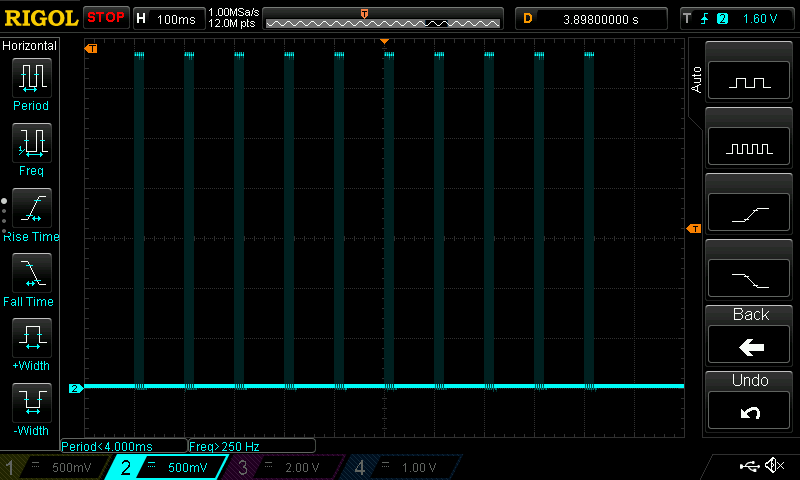 RIGOL STOP H 100ms 1.00MSa/s 12.0M pts T D 3.89800000 s T 2 1.60 V
Horizontal
T
Auto
Period
Freq
T
Rise Time
Fall Time
Back
+Width
Undo
2
-Width
Period<4.000ms Freq>250 Hz
1 500mV 2 500mV 3 2.00 V 4 1.00 V